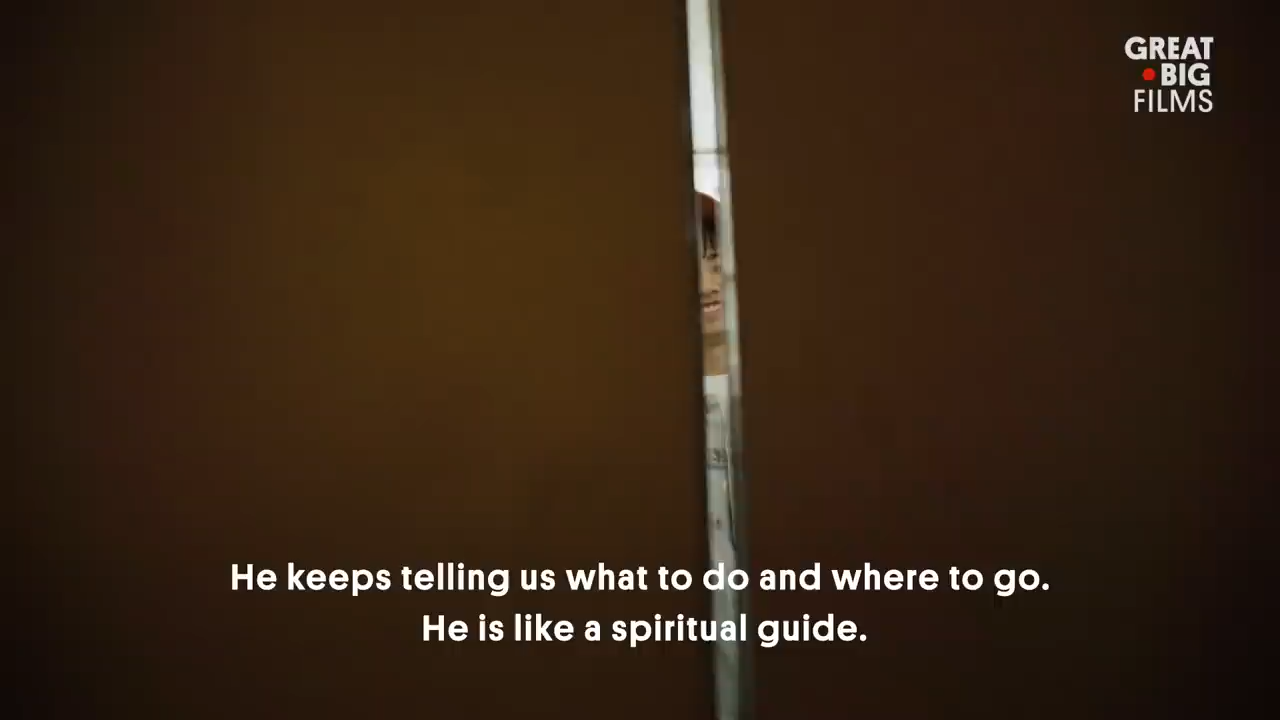 GREAT
BIG
FILMS
He keeps telling us what to do and where to go.
He is like a spiritual guide.